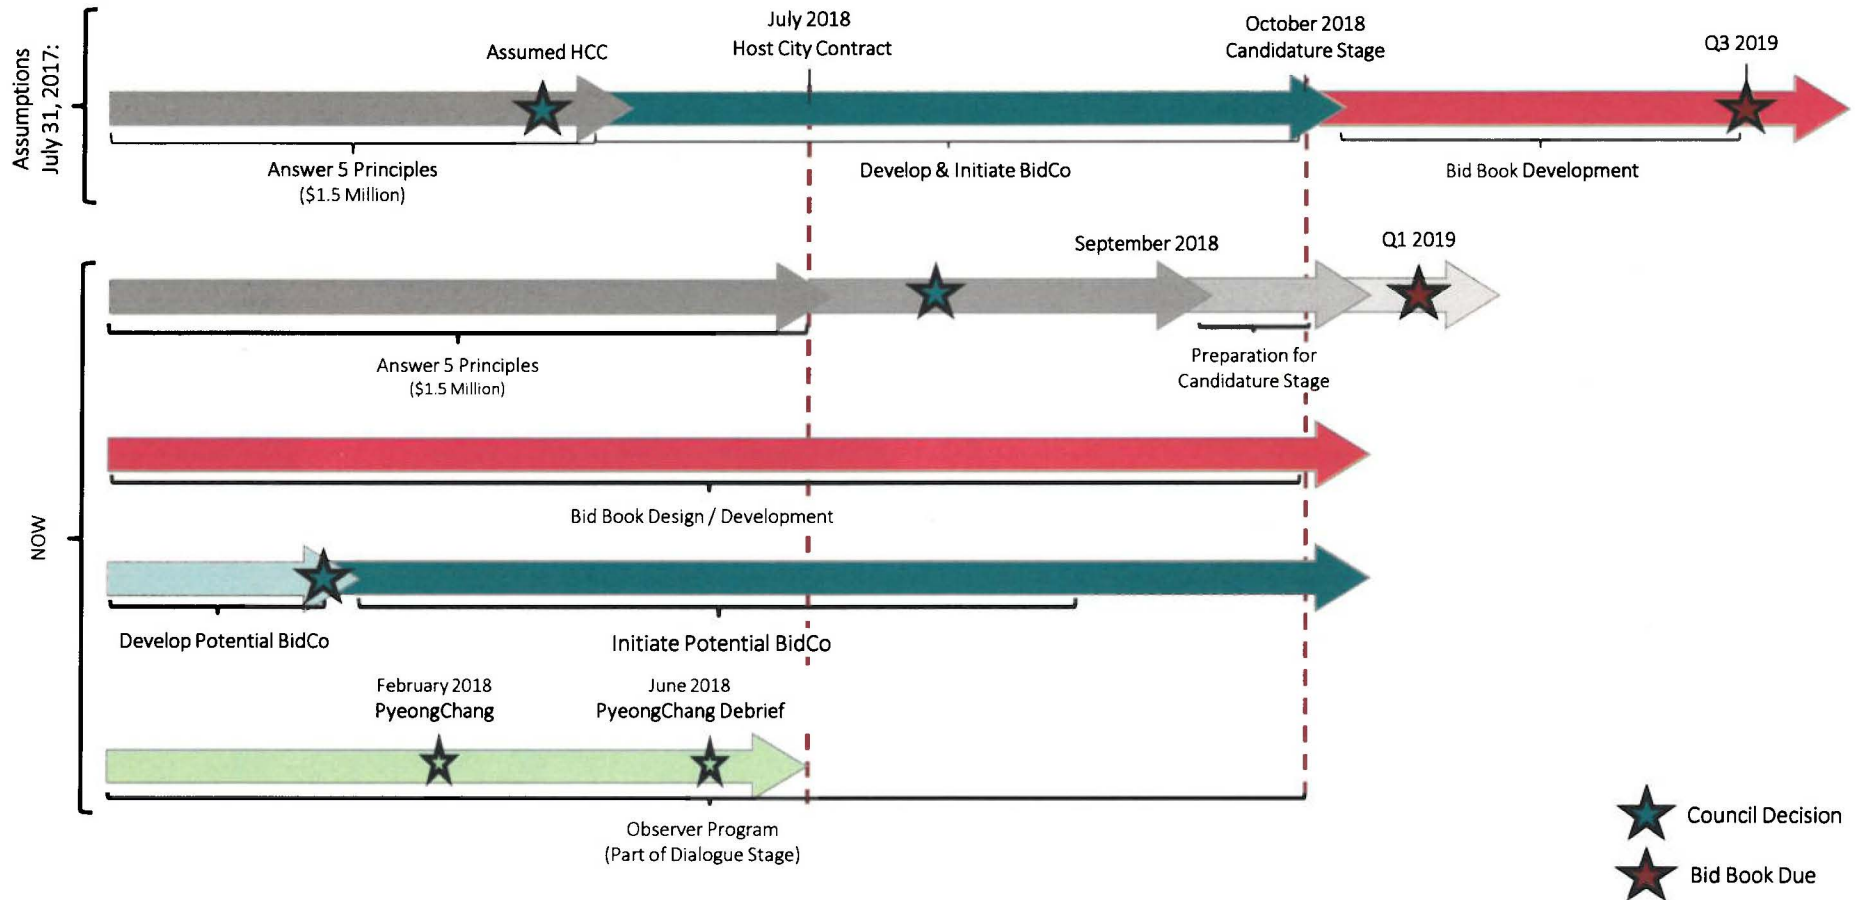 Assumptions
July 31, 2017:
Assumed HCC
July 2018
Host City Contract
October 2018
Candidature Stage
Q3 2019
Answer 5 Principles
($1.5 Million)
Develop & Initiate BidCo
Bid Book Development
NOW
September 2018
Q1 2019
Answer 5 Principles
($1.5 Million)
Preparation for
Candidature Stage
Bid Book Design / Development
Develop Potential BidCo
Initiate Potential BidCo
February 2018
PyeongChang
June 2018
PyeongChang Debrief
Observer Program
(Part of Dialogue Stage)
Council Decision
Bid Book Due